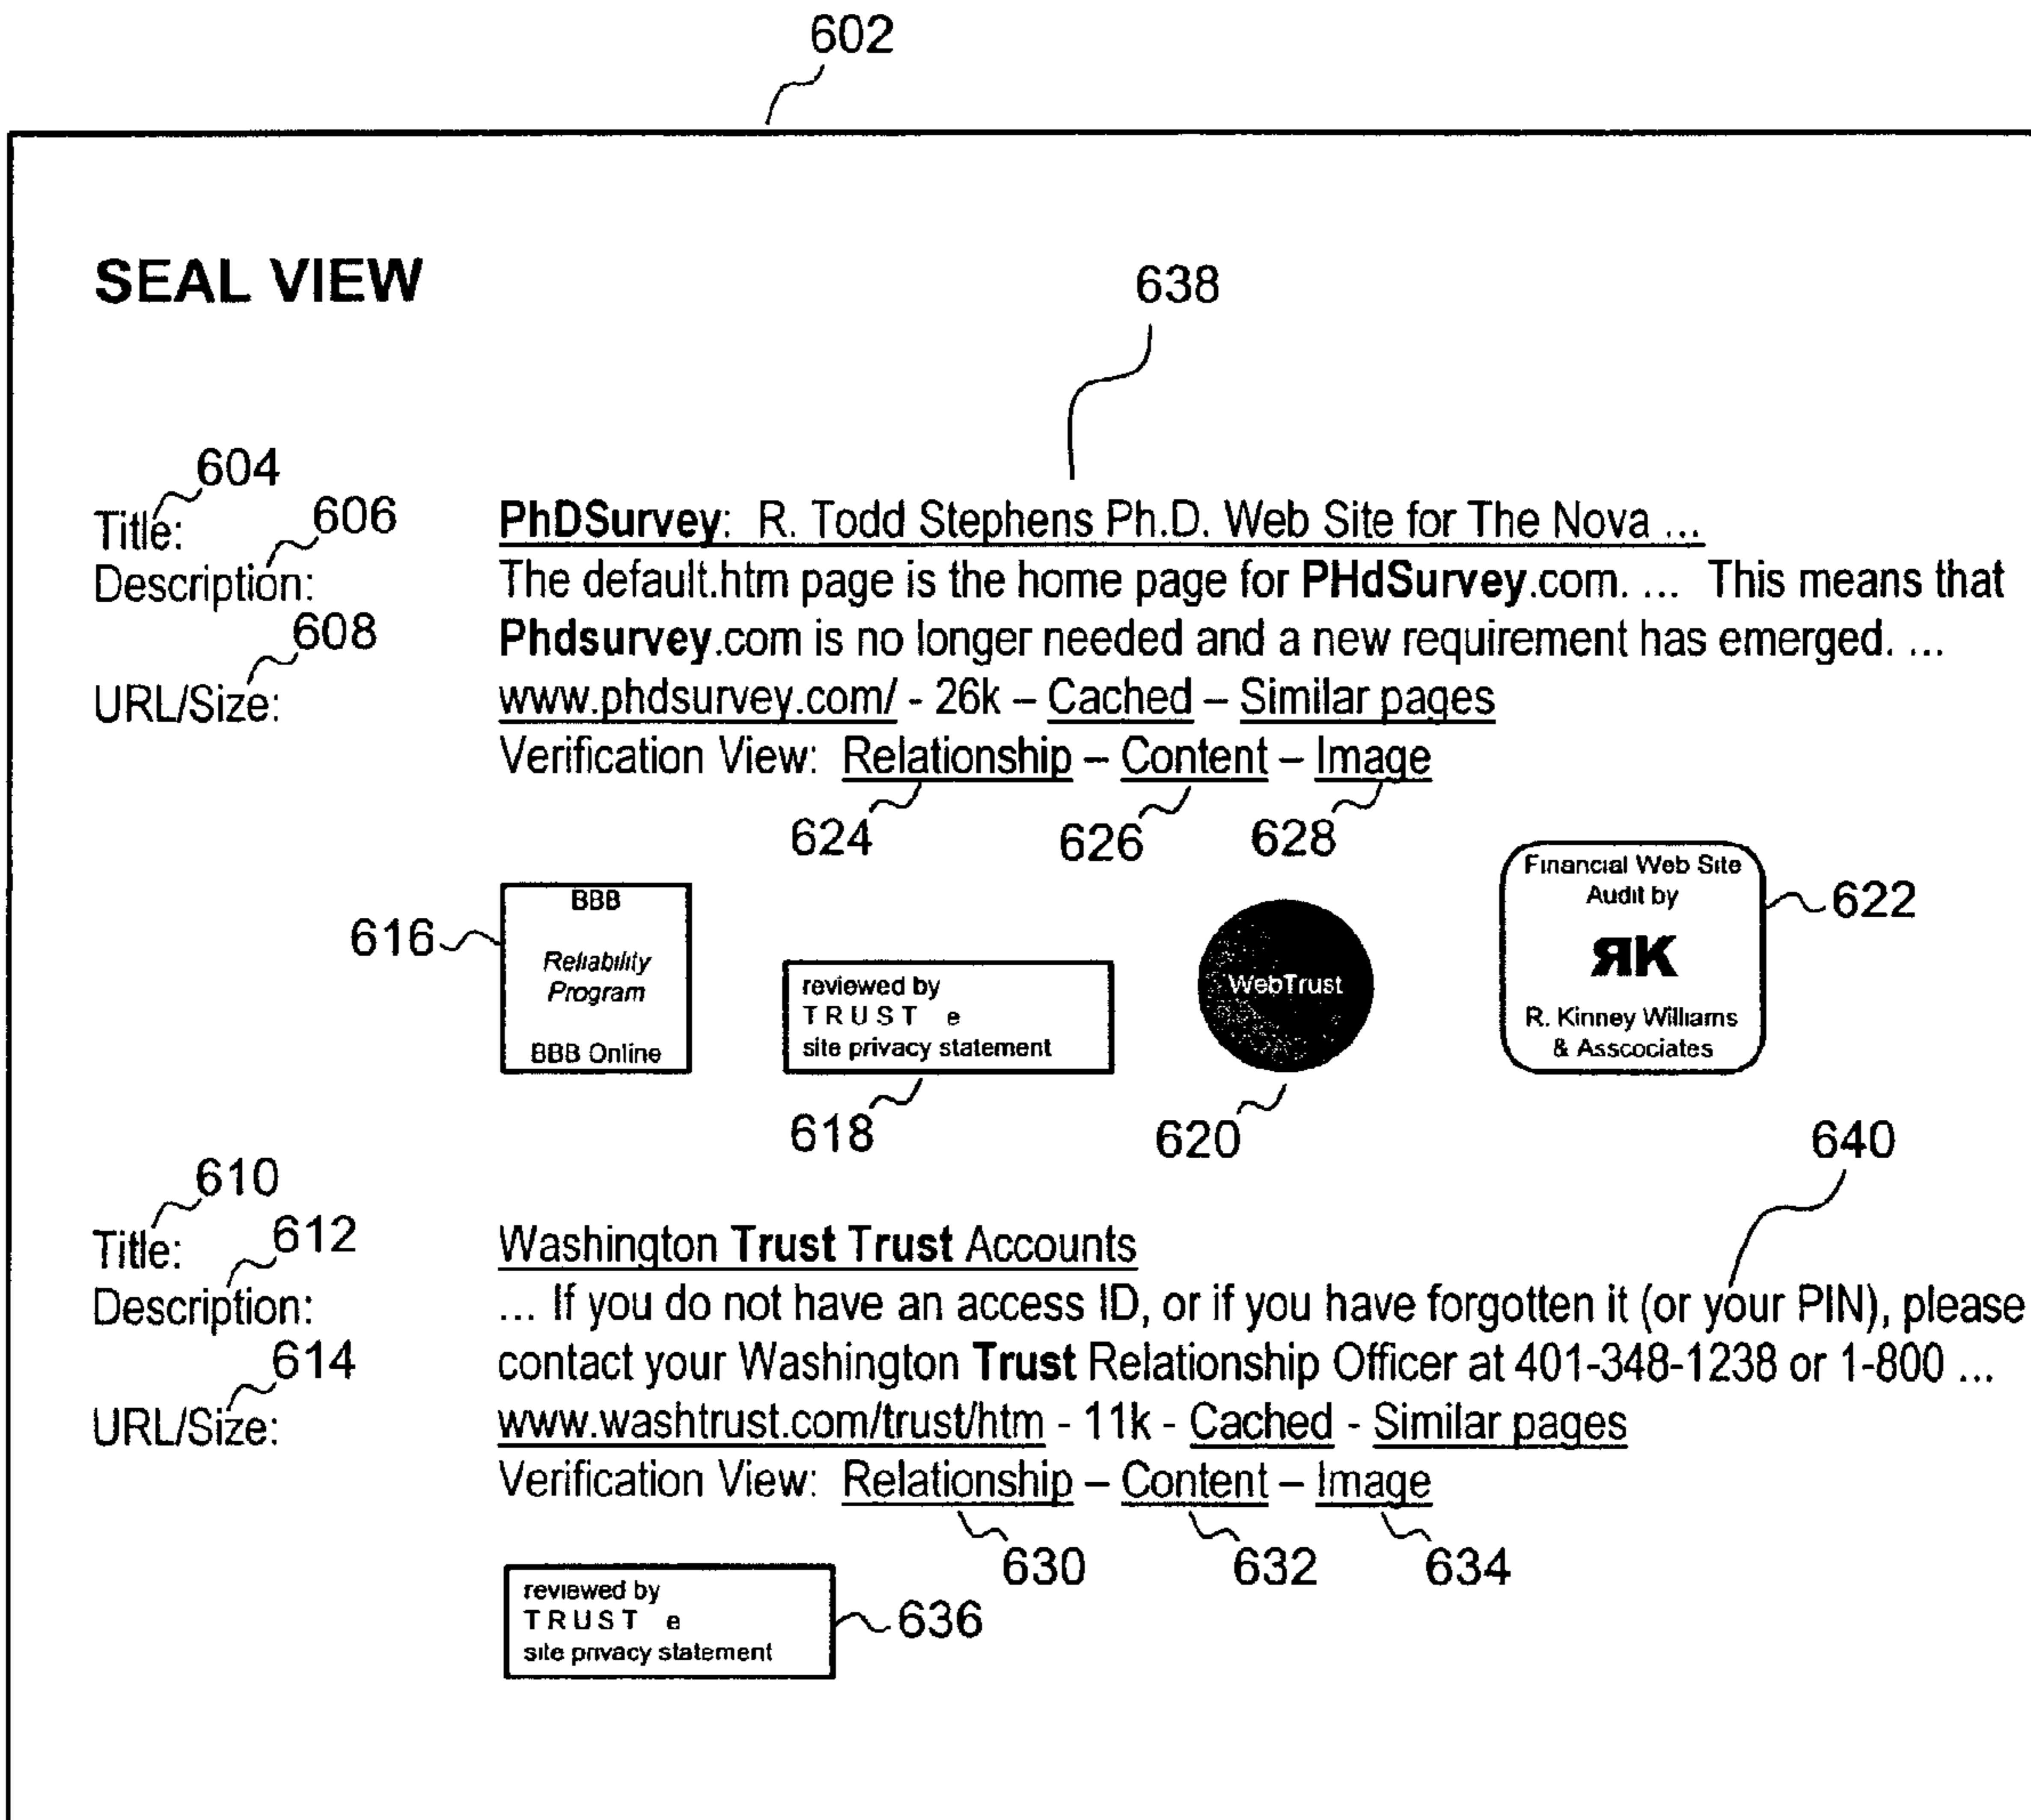 602
SEAL VIEW
638
604
Title:
606
PhDSurvey: R. Todd Stephens Ph.D. Web Site for The Nova ...
Description:
The default.htm page is the home page for PHdSurvey.com. ... This means that
608
Phdsurvey.com is no longer needed and a new requirement has emerged. ...
URL/Size:
www.phdsurvey.com/ - 26k – Cached – Similar pages
Verification View: Relationship – Content – Image
624
626
628
616
BBB
Reliability
Program
BBB Online
reviewed by
TRUST e
site privacy statement
618
WebTrust
620
Financial Web Site
Audit by
ЯK
R. Kinney Williams
& Asscociates
622
640
610
Title:
612
Washington Trust Trust Accounts
Description:
... If you do not have an access ID, or if you have forgotten it (or your PIN), please
614
contact your Washington Trust Relationship Officer at 401-348-1238 or 1-800 ...
URL/Size:
www.washtrust.com/trust/htm - 11k - Cached - Similar pages
Verification View: Relationship – Content – Image
630
632
634
reviewed by
TRUST e
site privacy statement
636